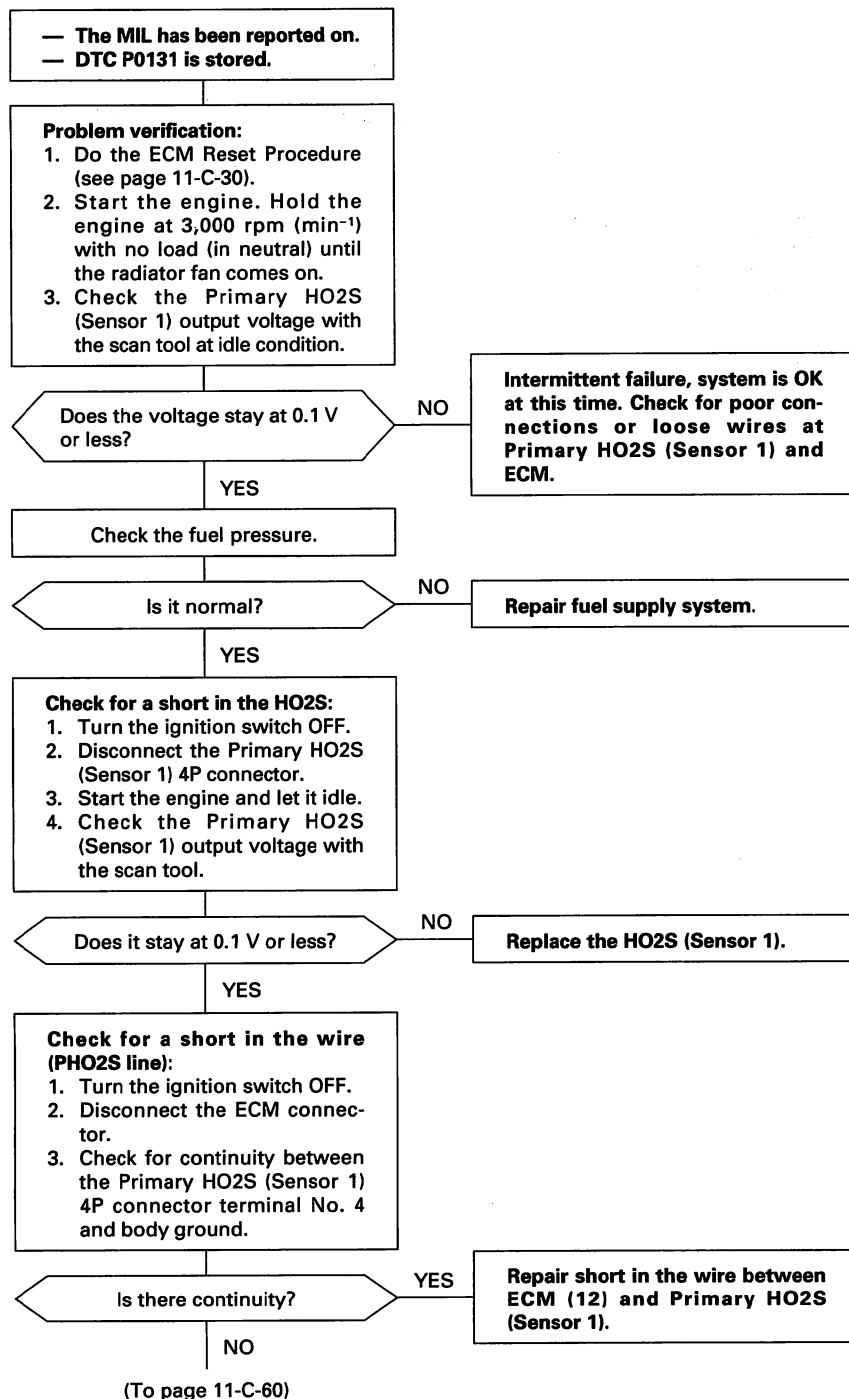 — The MIL has been reported on.
— DTC P0131 is stored.
Problem verification:
1. Do the ECM Reset Procedure
(see page 11-C-30).
2. Start the engine. Hold the
engine at 3,000 rpm (min⁻¹)
with no load (in neutral) until
the radiator fan comes on.
3. Check the Primary HO2S
(Sensor 1) output voltage with
the scan tool at idle condition.
Does the voltage stay at 0.1 V
or less?
NO
Intermittent failure, system is OK
at this time. Check for poor con-
nections or loose wires at
Primary HO2S (Sensor 1) and
ECM.
YES
Check the fuel pressure.
Is it normal?
NO
Repair fuel supply system.
YES
Check for a short in the HO2S:
1. Turn the ignition switch OFF.
2. Disconnect the Primary HO2S
(Sensor 1) 4P connector.
3. Start the engine and let it idle.
4. Check the Primary HO2S
(Sensor 1) output voltage with
the scan tool.
Does it stay at 0.1 V or less?
NO
Replace the HO2S (Sensor 1).
YES
Check for a short in the wire
(PHO2S line):
1. Turn the ignition switch OFF.
2. Disconnect the ECM connec-
tor.
3. Check for continuity between
the Primary HO2S (Sensor 1)
4P connector terminal No. 4
and body ground.
Is there continuity?
YES
Repair short in the wire between
ECM (12) and Primary HO2S
(Sensor 1).
NO
(To page 11-C-60)